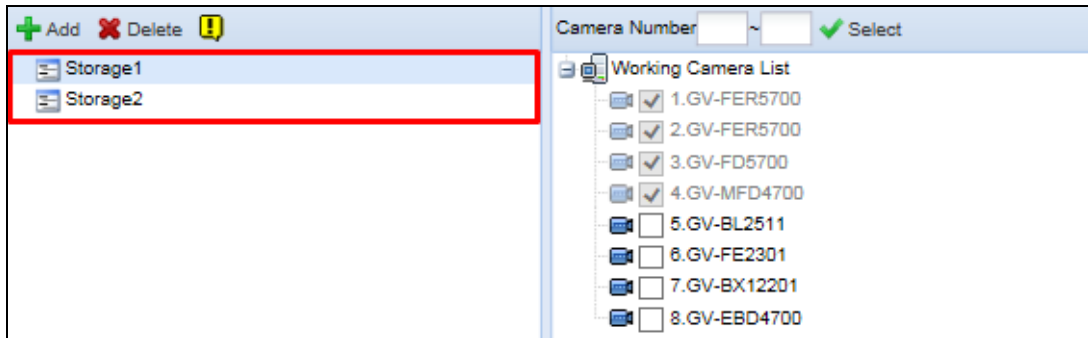 Add Delete
Storage1
Storage2
Camera Number ~ Select
Working Camera List
1.GV-FER5700
2.GV-FER5700
3.GV-FD5700
4.GV-MFD4700
5.GV-BL2511
6.GV-FE2301
7.GV-BX12201
8.GV-EBD4700